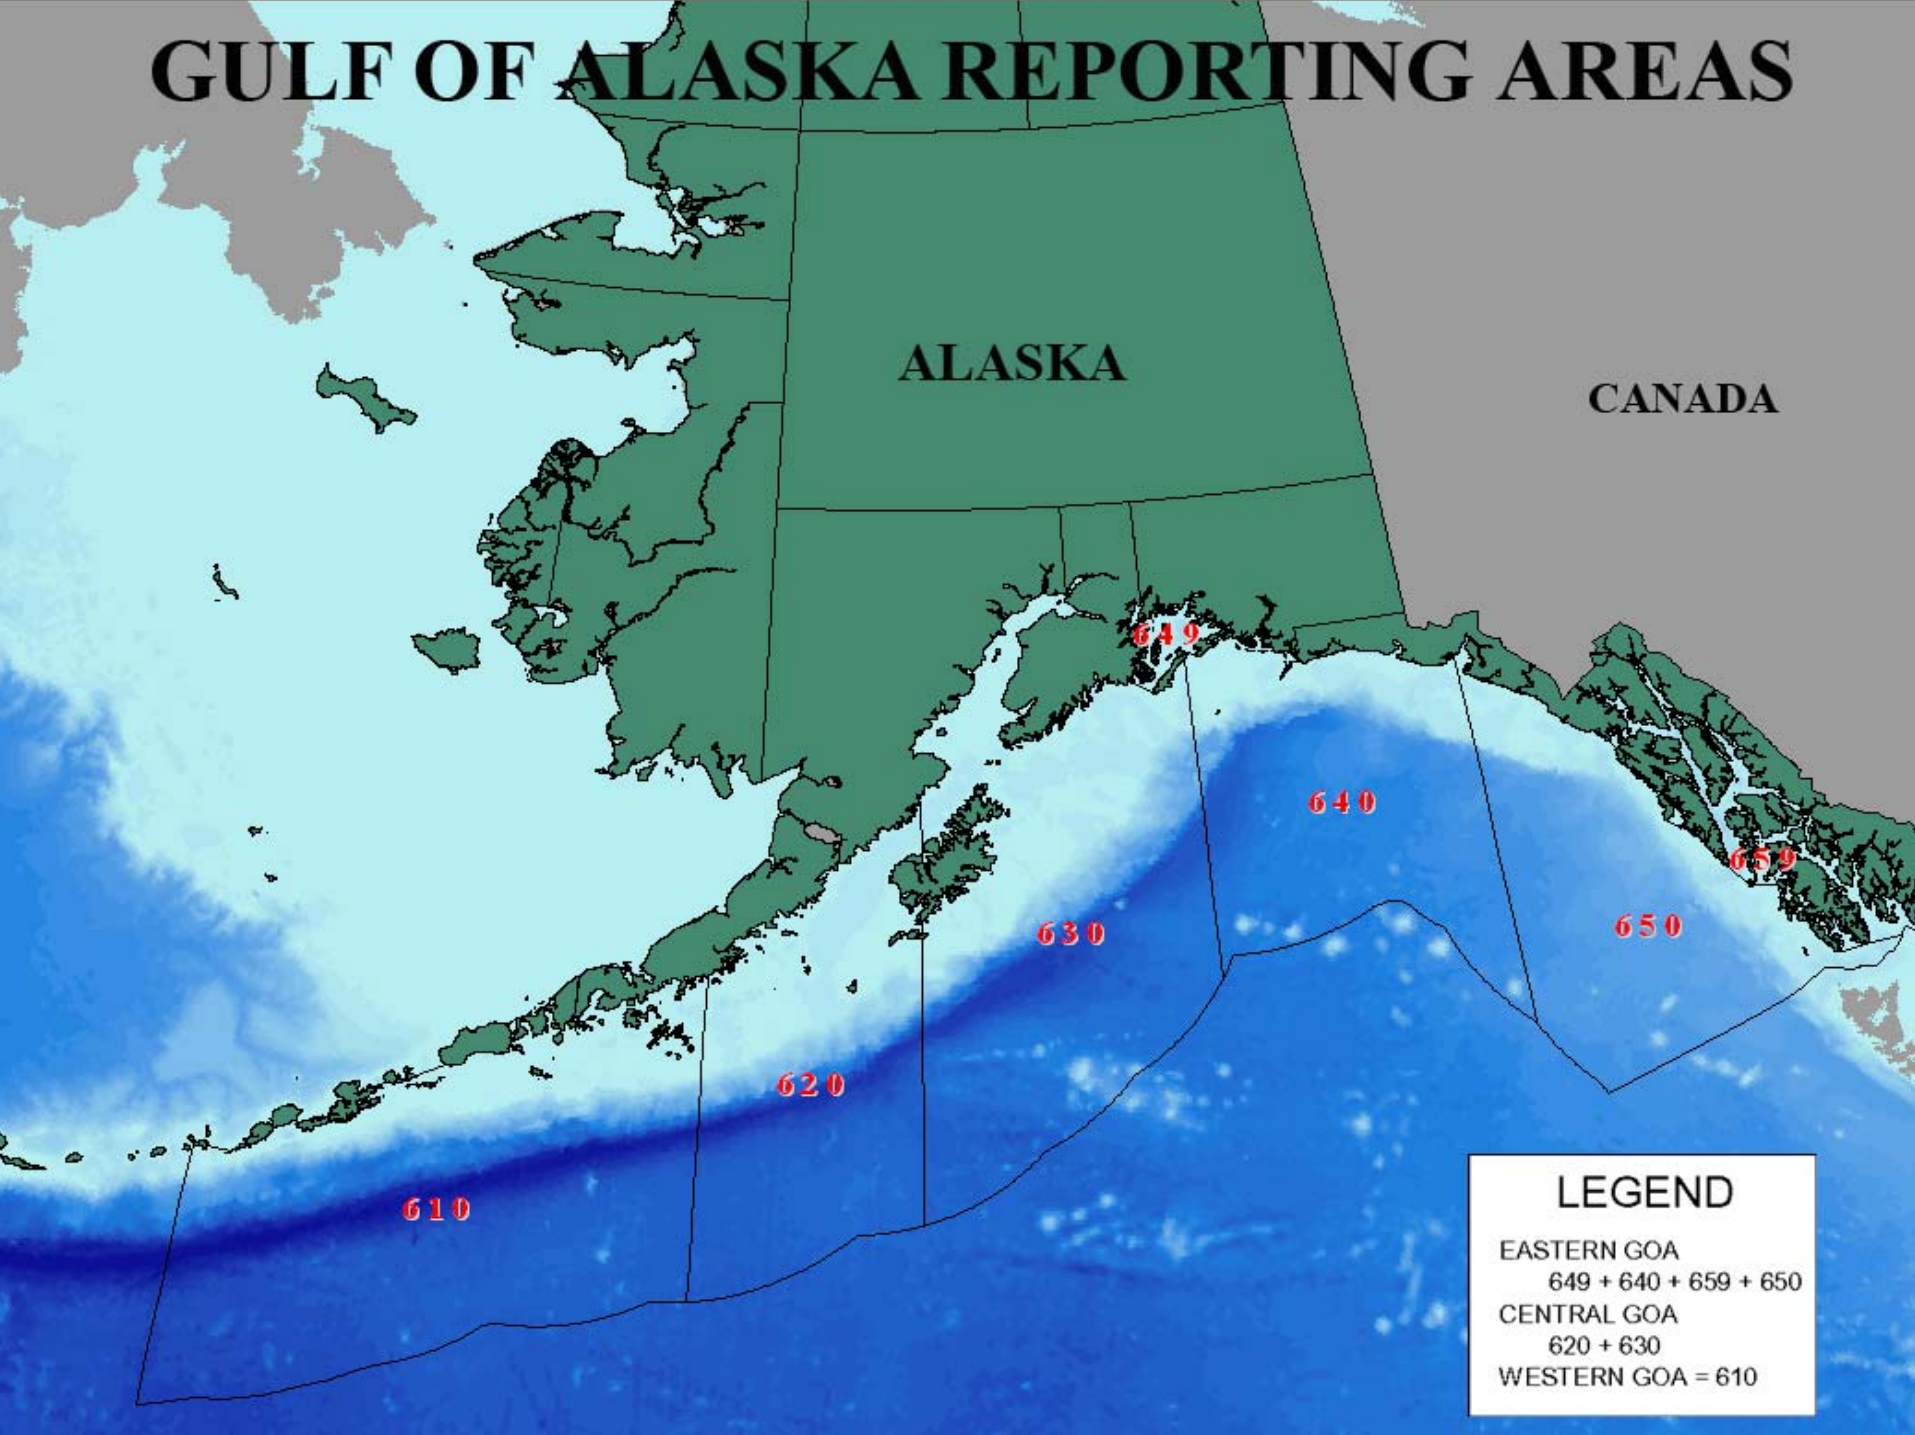 GULF OF ALASKA REPORTING AREAS
ALASKA
CANADA
649
640
659
650
630
620
610
LEGEND
EASTERN GOA
649 + 640 + 659 + 650
CENTRAL GOA
620 + 630
WESTERN GOA = 610